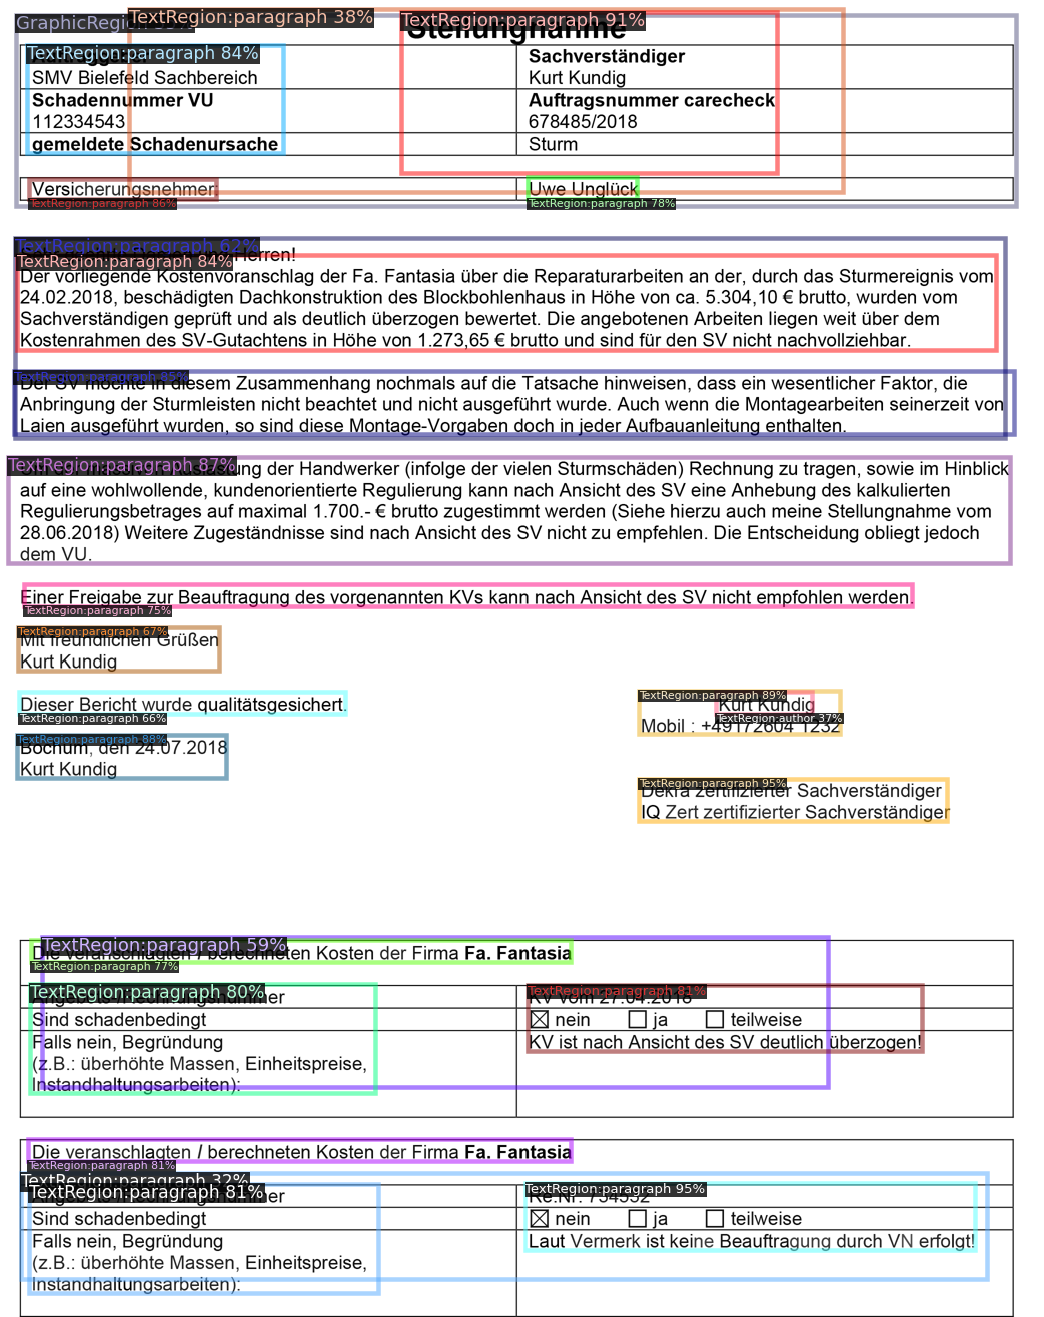 GraphicRegion
TextRegion:paragraph 38%
TextRegion:paragraph 91%
Stellungnahme
TextRegion:paragraph 84%
Sachverständiger
SMV Bielefeld Sachbereich
Kurt Kundig
Schadennummer VU
Auftragsnummer carecheck
112334543
678485/2018
gemeldete Schadenursache
Sturm
Versicherungsnehmer:
Uwe Unglück
TextRegion:paragraph 86%
TextRegion:paragraph 78%
TextRegion:paragraph 62%
Herren!
TextRegion:paragraph 84%
Der vorliegende Kostenvoranschlag der Fa. Fantasia über die Reparaturarbeiten an der, durch das Sturmereignis vom
24.02.2018, beschädigten Dachkonstruktion des Blockbohlenhaus in Höhe von ca. 5.304,10 € brutto, wurden vom
Sachverständigen geprüft und als deutlich überzogen bewertet. Die angebotenen Arbeiten liegen weit über dem
Kostenrahmen des SV-Gutachtens in Höhe von 1.273,65 € brutto und sind für den SV nicht nachvollziehbar.
TextRegion:paragraph 85%
Der SV möchte in diesem Zusammenhang nochmals auf die Tatsache hinweisen, dass ein wesentlicher Faktor, die
Anbringung der Sturmleisten nicht beachtet und nicht ausgeführt wurde. Auch wenn die Montagearbeiten seinerzeit von
Laien ausgeführt wurden, so sind diese Montage-Vorgaben doch in jeder Aufbauanleitung enthalten.
TextRegion:paragraph 87%
der Handwerker (infolge der vielen Sturmschäden) Rechnung zu tragen, sowie im Hinblick
auf eine wohlwollende, kundenorientierte Regulierung kann nach Ansicht des SV eine Anhebung des kalkulierten
Regulierungsbetrages auf maximal 1.700.- € brutto zugestimmt werden (Siehe hierzu auch meine Stellungnahme vom
28.06.2018) Weitere Zugeständnisse sind nach Ansicht des SV nicht zu empfehlen. Die Entscheidung obliegt jedoch
dem VU.
Einer Freigabe zur Beauftragung des vorgenannten KVs kann nach Ansicht des SV nicht empfohlen werden.
TextRegion:paragraph 75%
TextRegion:paragraph 67%
Mit freundlichen Grüßen
Kurt Kundig
Dieser Bericht wurde qualitätsgesichert.
TextRegion:paragraph 66%
TextRegion:paragraph 89%
Kurt Kundig
TextRegion:author 37%
Mobil : +49172604 1232
TextRegion:paragraph 88%
Bochum, den 24.07.2018
Kurt Kundig
TextRegion:paragraph 95%
Dekra zertifizierter Sachverständiger
IQ Zert zertifizierter Sachverständiger
TextRegion:paragraph 59%
Die veranschlagten / berechneten Kosten der Firma Fa. Fantasia
TextRegion:paragraph 77%
TextRegion:paragraph 80%
TextRegion:paragraph 81%
KV vom 27.04.2018
Sind schadenbedingt
nein ja teilweise
Falls nein, Begründung
KV ist nach Ansicht des SV deutlich überzogen!
(z.B.: überhöhte Massen, Einheitspreise,
Instandhaltungsarbeiten):
Die veranschlagten / berechneten Kosten der Firma Fa. Fantasia
TextRegion:paragraph 81%
TextRegion:paragraph 32%
TextRegion:paragraph 81%
TextRegion:paragraph 95%
Sind schadenbedingt
nein ja teilweise
Falls nein, Begründung
Laut Vermerk ist keine Beauftragung durch VN erfolgt!
(z.B.: überhöhte Massen, Einheitspreise,
Instandhaltungsarbeiten):